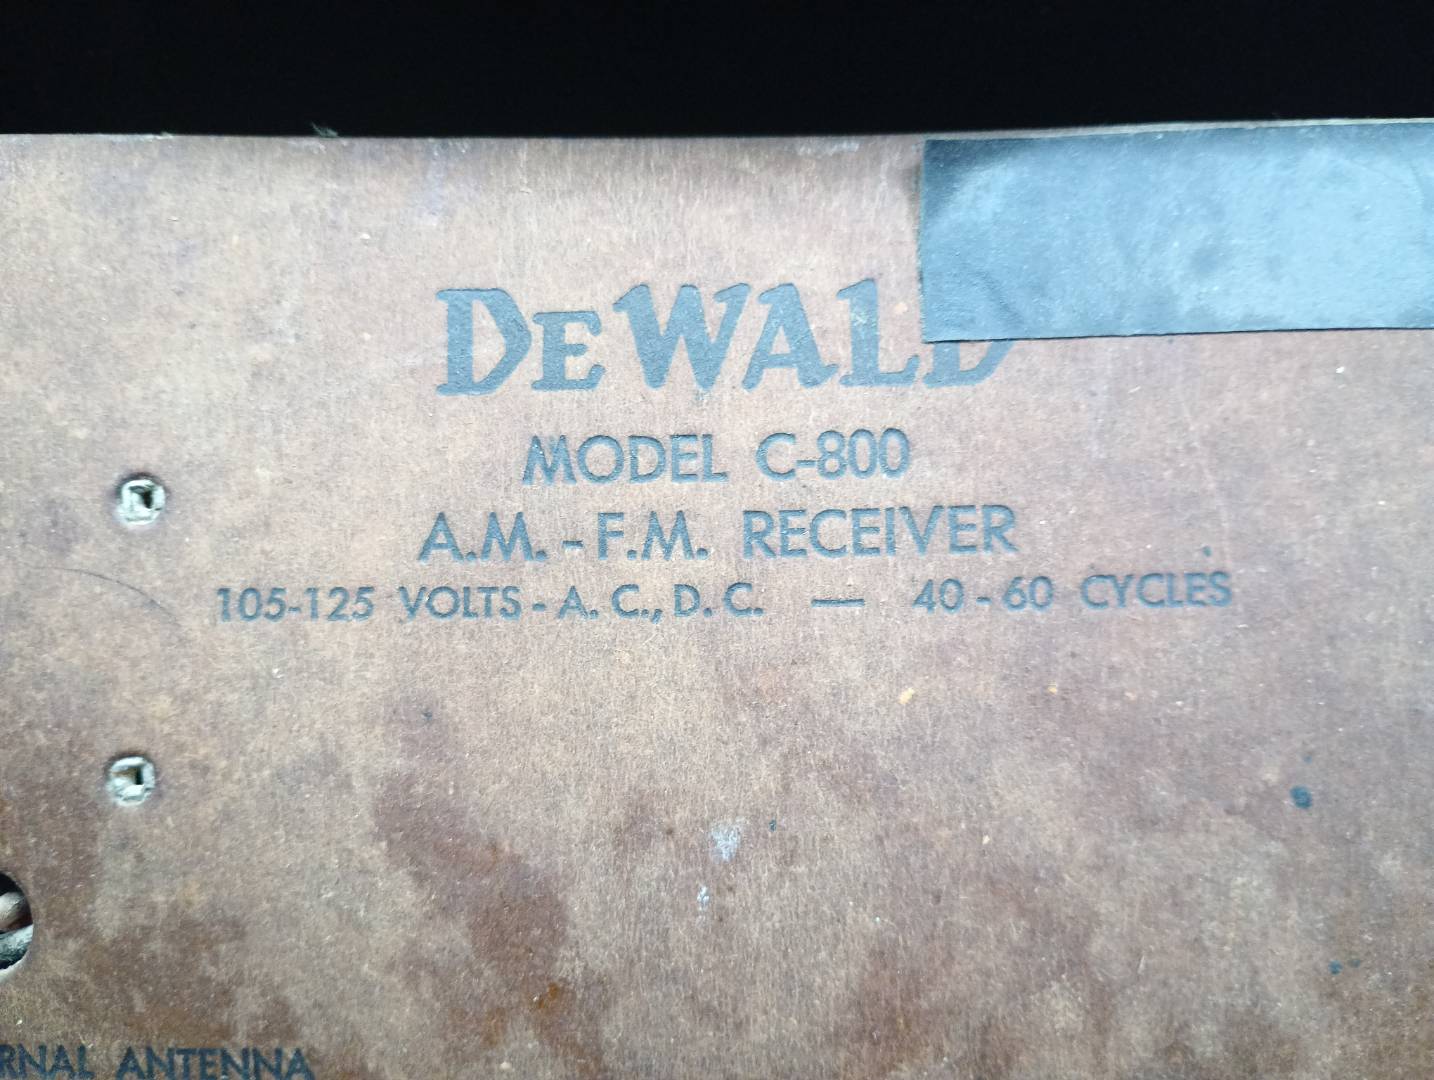 DEWALD
MODEL C-800
A.M. - F.M. RECEIVER
105-125 VOLTS - A. C., D. C. — 40 - 60 CYCLES
RNAL ANTENNA